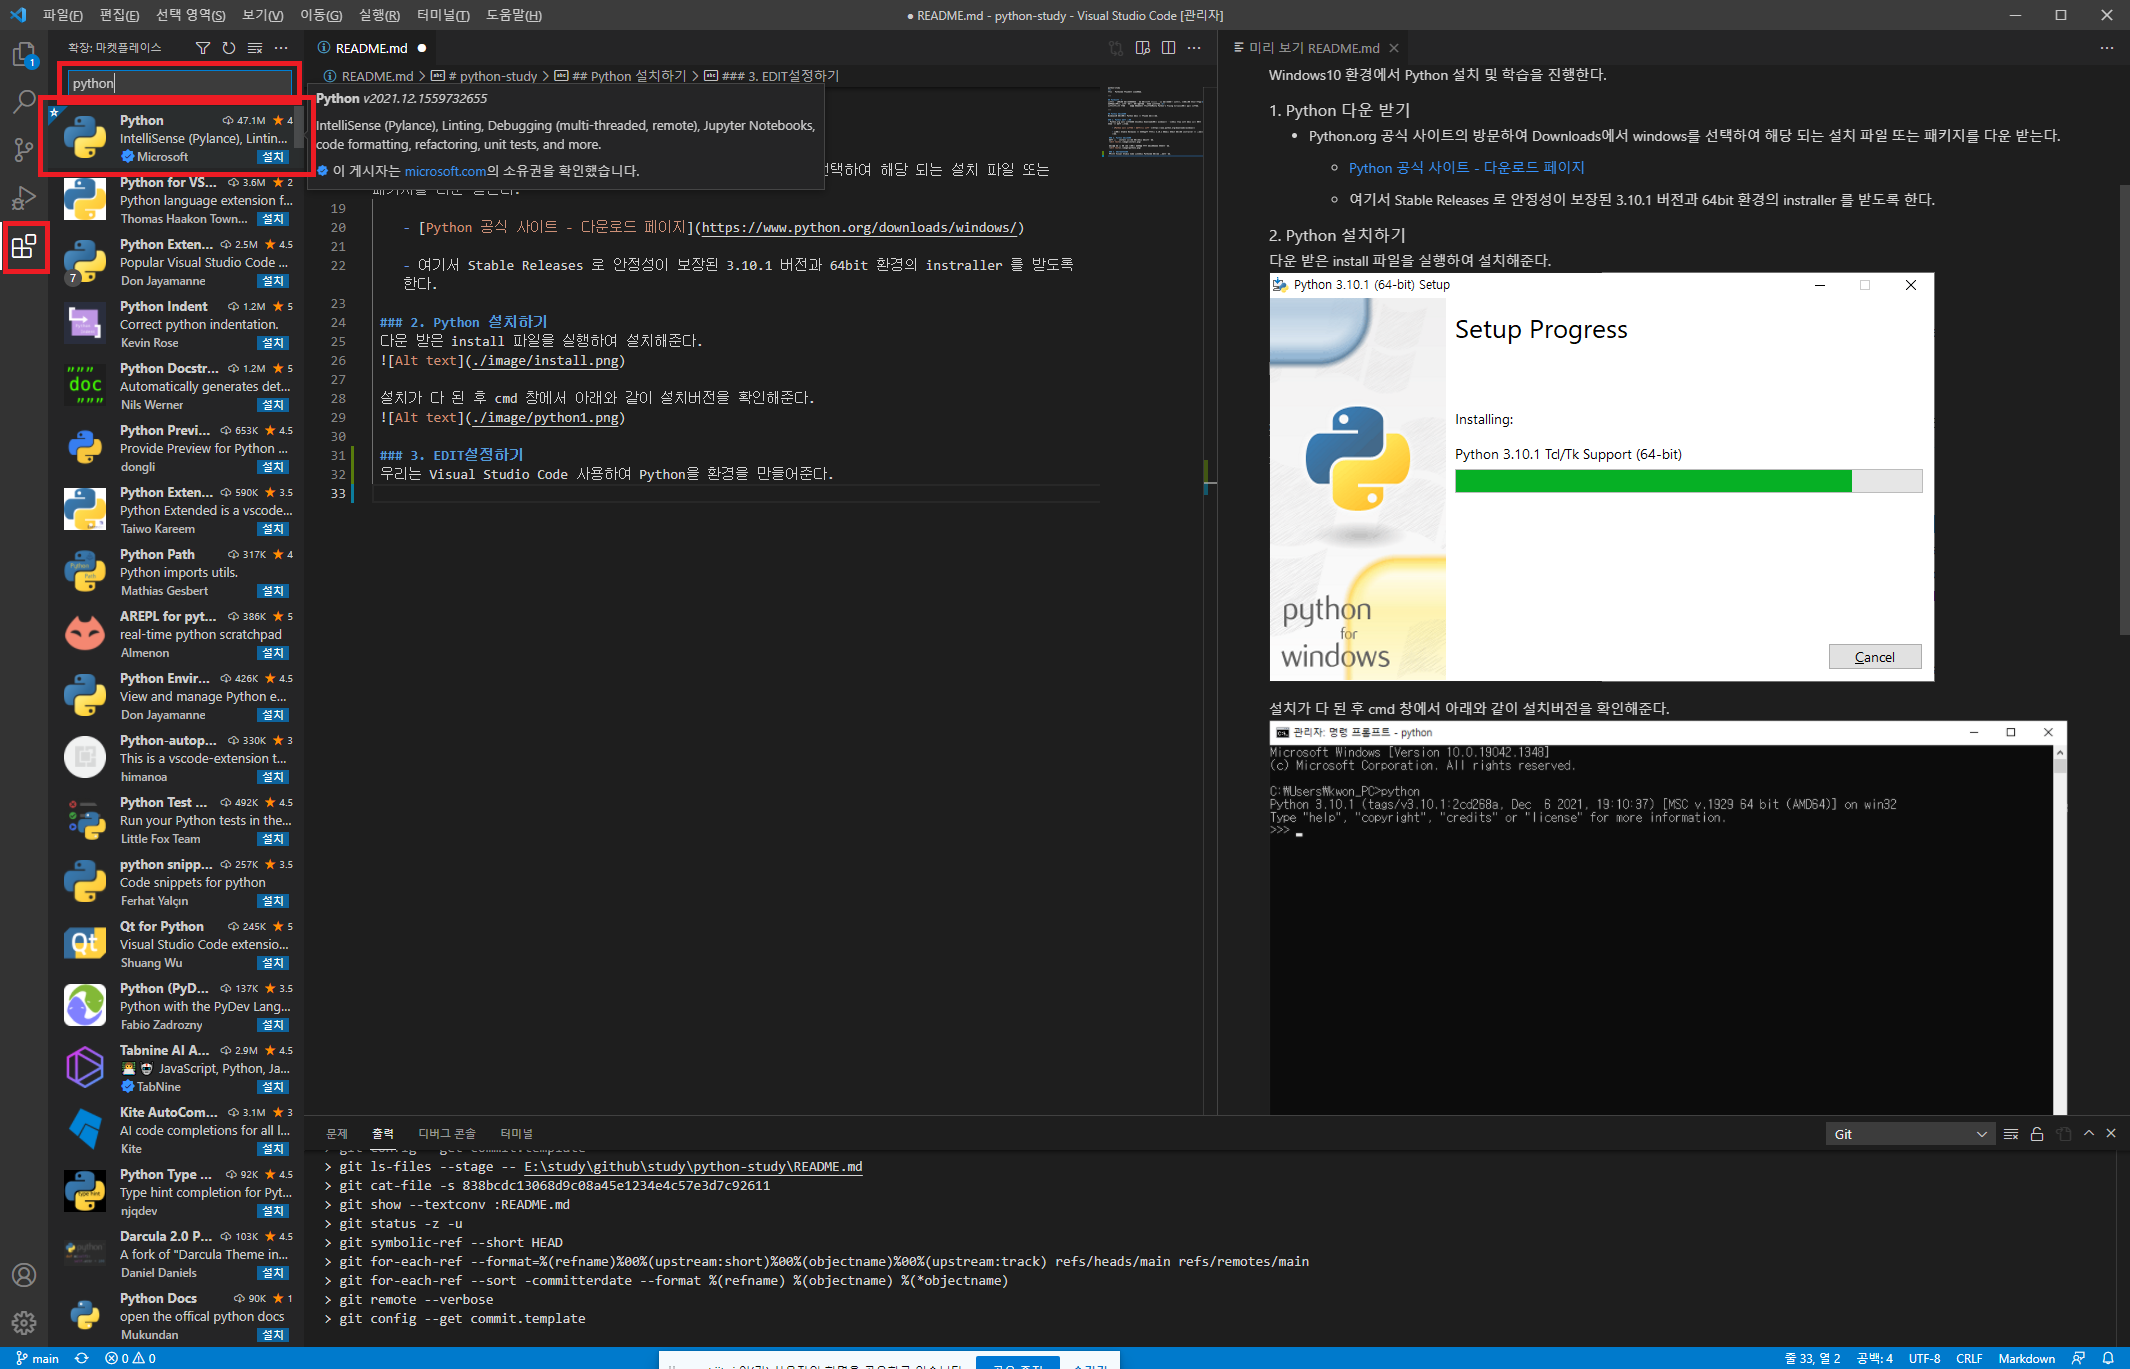 파일(F) 편집(E) 선택 영역(S) 보기(V) 이동(G) 실행(R) 터미널(T) 도움말(H)
● README.md - python-study - Visual Studio Code [관리자]
1
확장: 마켓플레이스
python
Python 47.1M 4
IntelliSense (Pylance), Lintin...
Microsoft 설치
Python for VS... 3.6M 2
Python language extension f...
Thomas Haakon Town... 설치
Python Exten... 2.5M 4.5
Popular Visual Studio Code ...
7
Don Jayamanne 설치
Python Indent 1.2M 5
Correct python indentation.
Kevin Rose 설치
Python Docstr... 1.2M 5
"""
doc
"""
Automatically generates det...
Nils Werner 설치
Python Previ... 653K 4.5
Provide Preview for Python ...
dongli 설치
Python Exten... 590K 3.5
Python Extended is a vscode...
Taiwo Kareem 설치
Python Path 317K 4
Python imports utils.
Mathias Gesbert 설치
AREPL for pyt... 386K 5
real-time python scratchpad
Almenon 설치
Python Envir... 426K 4.5
View and manage Python e...
Don Jayamanne 설치
Python-autop... 330K 3
This is a vscode-extension t...
himanoa 설치
Python Test ... 492K 4.5
Run your Python tests in the...
Little Fox Team 설치
python snipp... 257K 3.5
Code snippets for python
Ferhat Yalçın 설치
Qt for Python 245K 5
Qt
Visual Studio Code extensio...
Shuang Wu 설치
Python (PyD... 137K 3.5
Python with the PyDev Lang...
Fabio Zadrozny 설치
Tabnine AI A... 2.9M 4.5
JavaScript, Python, Ja...
TabNine 설치
Kite AutoCom... 3.1M 3
AI code completions for all l...
Kite 설치
Python Type ... 92K 4.5
Type hint completion for Pyt...
njqdev 설치
Darcula 2.0 P... 103K 4.5
A fork of "Darcula Theme in...
Daniel Daniels 설치
Python Docs 90K 1
open the offical python docs
Mukundan 설치
README.md ●
README.md > # python-study > ## Python 설치하기 > ### 3. EDIT설정하기
Python v2021.12.1559732655
IntelliSense (Pylance), Linting, Debugging (multi-threaded, remote), Jupyter Notebooks,
code formatting, refactoring, unit tests, and more.
이 게시자는 microsoft.com의 소유권을 확인했습니다.
택하여 해당 되는 설치 파일 또는
19
20 - [Python 공식 사이트 - 다운로드 페이지](https://www.python.org/downloads/windows/)
21
22 - 여기서 Stable Releases 로 안정성이 보장된 3.10.1 버전과 64bit 환경의 instraller 를 받도록
한다.
23
24 ### 2. Python 설치하기
25 다운 받은 install 파일을 실행하여 설치해준다.
26 ![Alt text](./image/install.png)
27
28 설치가 다 된 후 cmd 창에서 아래와 같이 설치버전을 확인해준다.
29 ![Alt text](./image/python1.png)
30
31 ### 3. EDIT설정하기
32 우리는 Visual Studio Code 사용하여 Python을 환경을 만들어준다.
33
미리 보기 README.md
Windows10 환경에서 Python 설치 및 학습을 진행한다.
1. Python 다운 받기
• Python.org 공식 사이트의 방문하여 Downloads에서 windows를 선택하여 해당 되는 설치 파일 또는 패키지를 다운 받는다.
◦ Python 공식 사이트 - 다운로드 페이지
◦ 여기서 Stable Releases 로 안정성이 보장된 3.10.1 버전과 64bit 환경의 instraller 를 받도록 한다.
2. Python 설치하기
다운 받은 install 파일을 실행하여 설치해준다.
Python 3.10.1 (64-bit) Setup
Setup Progress
Installing:
Python 3.10.1 Tcl/Tk Support (64-bit)
python
for
windows
Cancel
설치가 다 된 후 cmd 창에서 아래와 같이 설치버전을 확인해준다.
관리자: 명령 프롬프트 - python
Microsoft Windows [Version 10.0.19042.1348]
(c) Microsoft Corporation. All rights reserved.
C:₩Users₩kwon_PC>python
Python 3.10.1 (tags/v3.10.1:2cd268a, Dec 6 2021, 19:10:37) [MSC v.1929 64 bit (AMD64)] on win32
Type "help", "copyright", "credits" or "license" for more information.
>>>
문제 출력 디버그 콘솔 터미널
Git
> git config --get commit.template
> git ls-files --stage -- E:\study\github\study\python-study\README.md
> git cat-file -s 838bcdc13068d9c08a45e1234e4c57e3d7c92611
> git show --textconv :README.md
> git status -z -u
> git symbolic-ref --short HEAD
> git for-each-ref --format=%(refname)%00%(upstream:short)%00%(objectname)%00%(upstream:track) refs/heads/main refs/remotes/main
> git for-each-ref --sort -committerdate --format %(refname) %(objectname) %(*objectname)
> git remote --verbose
> git config --get commit.template
main 0 0
줄 33, 열 2 공백: 4 UTF-8 CRLF Markdown